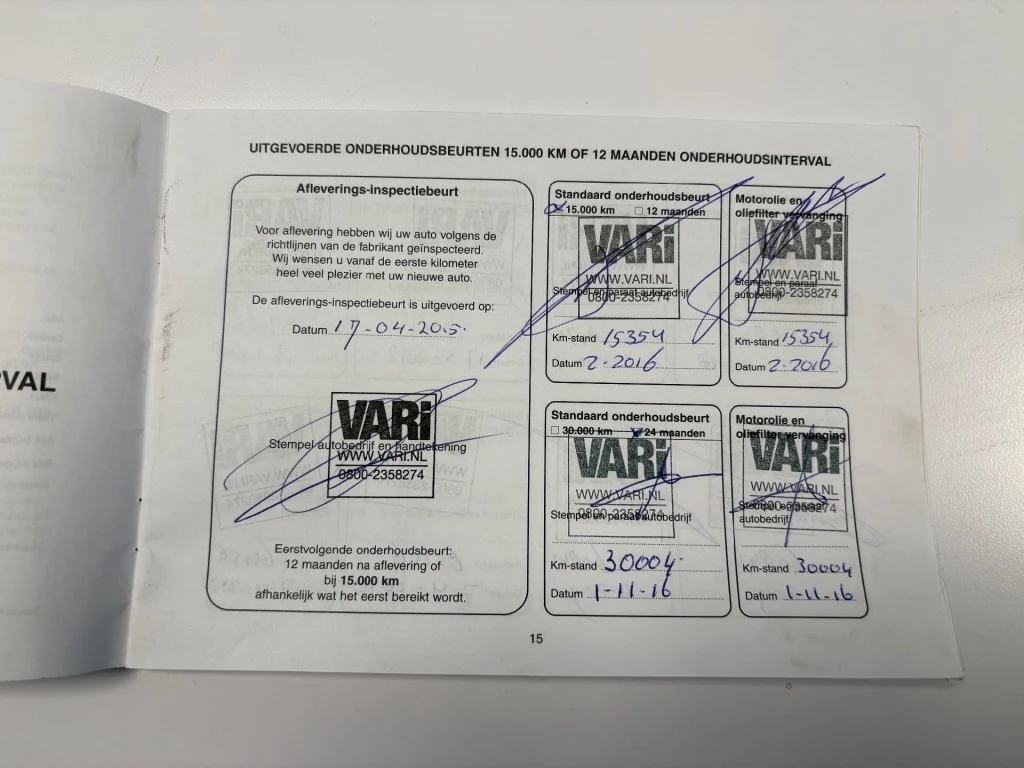 RVAL
UITGEVOERDE ONDERHOUDSBEURTEN 15.000 KM OF 12 MAANDEN ONDERHOUDSINTERVAL
Afleverings-inspectiebeurt
Voor aflevering hebben wij uw auto volgens de
richtlijnen van de fabrikant geïnspecteerd.
Wij wensen u vanaf de eerste kilometer
heel veel plezier met uw nieuwe auto.
De afleverings-inspectiebeurt is uitgevoerd op:
Datum 17-04-2015.
VARi
Stempel autobedrijf en handtekening
WWW.VARI.NL
0800-2358274
Eerstvolgende onderhoudsbeurt:
12 maanden na aflevering of
bij 15.000 km
afhankelijk wat het eerst bereikt wordt.
Standaard onderhoudsbeurt
15.000 km 12 maanden
VARi
WWW.VARI.NL
Stempel en paraaf autobedrijf
0800-2358274
Km-stand 15354
Datum 2-2016
Motorolie en
oliefilter vervanging
VARi
WWW.VARI.NL
Stempel en paraaf
0800-2358274
autobedrijf
Km-stand 15354
Datum 2-2016
Standaard onderhoudsbeurt
30.000 km 24 maanden
VARi
WWW.VARI.NL
0800-2358274
Stempel en paraaf autobedrijf
Km-stand 30004
Datum 1-11-16
Motorolie en
oliefilter vervanging
VARi
WWW.VARI.NL
0800-2358274
Stempel en paraaf
autobedrijf
Km-stand 30004
Datum 1-11-16
15